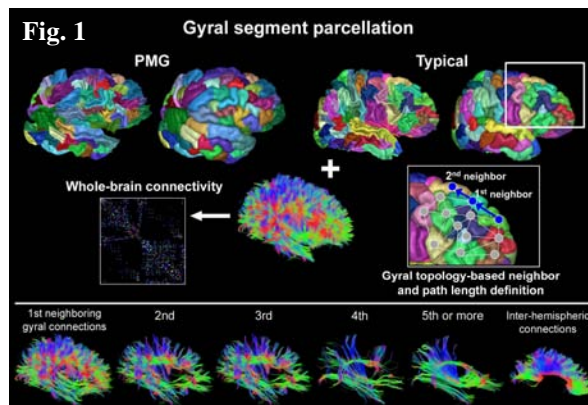 Fig. 1
Gyral segment parcellation
PMG
Typical
Whole-brain connectivity
2nd neighbor
1st neighbor
Gyral topology-based neighbor
and path length definition
1st neighboring
gyral connections
2nd
3rd
4th
5th or more
Inter-hemispheric
connections